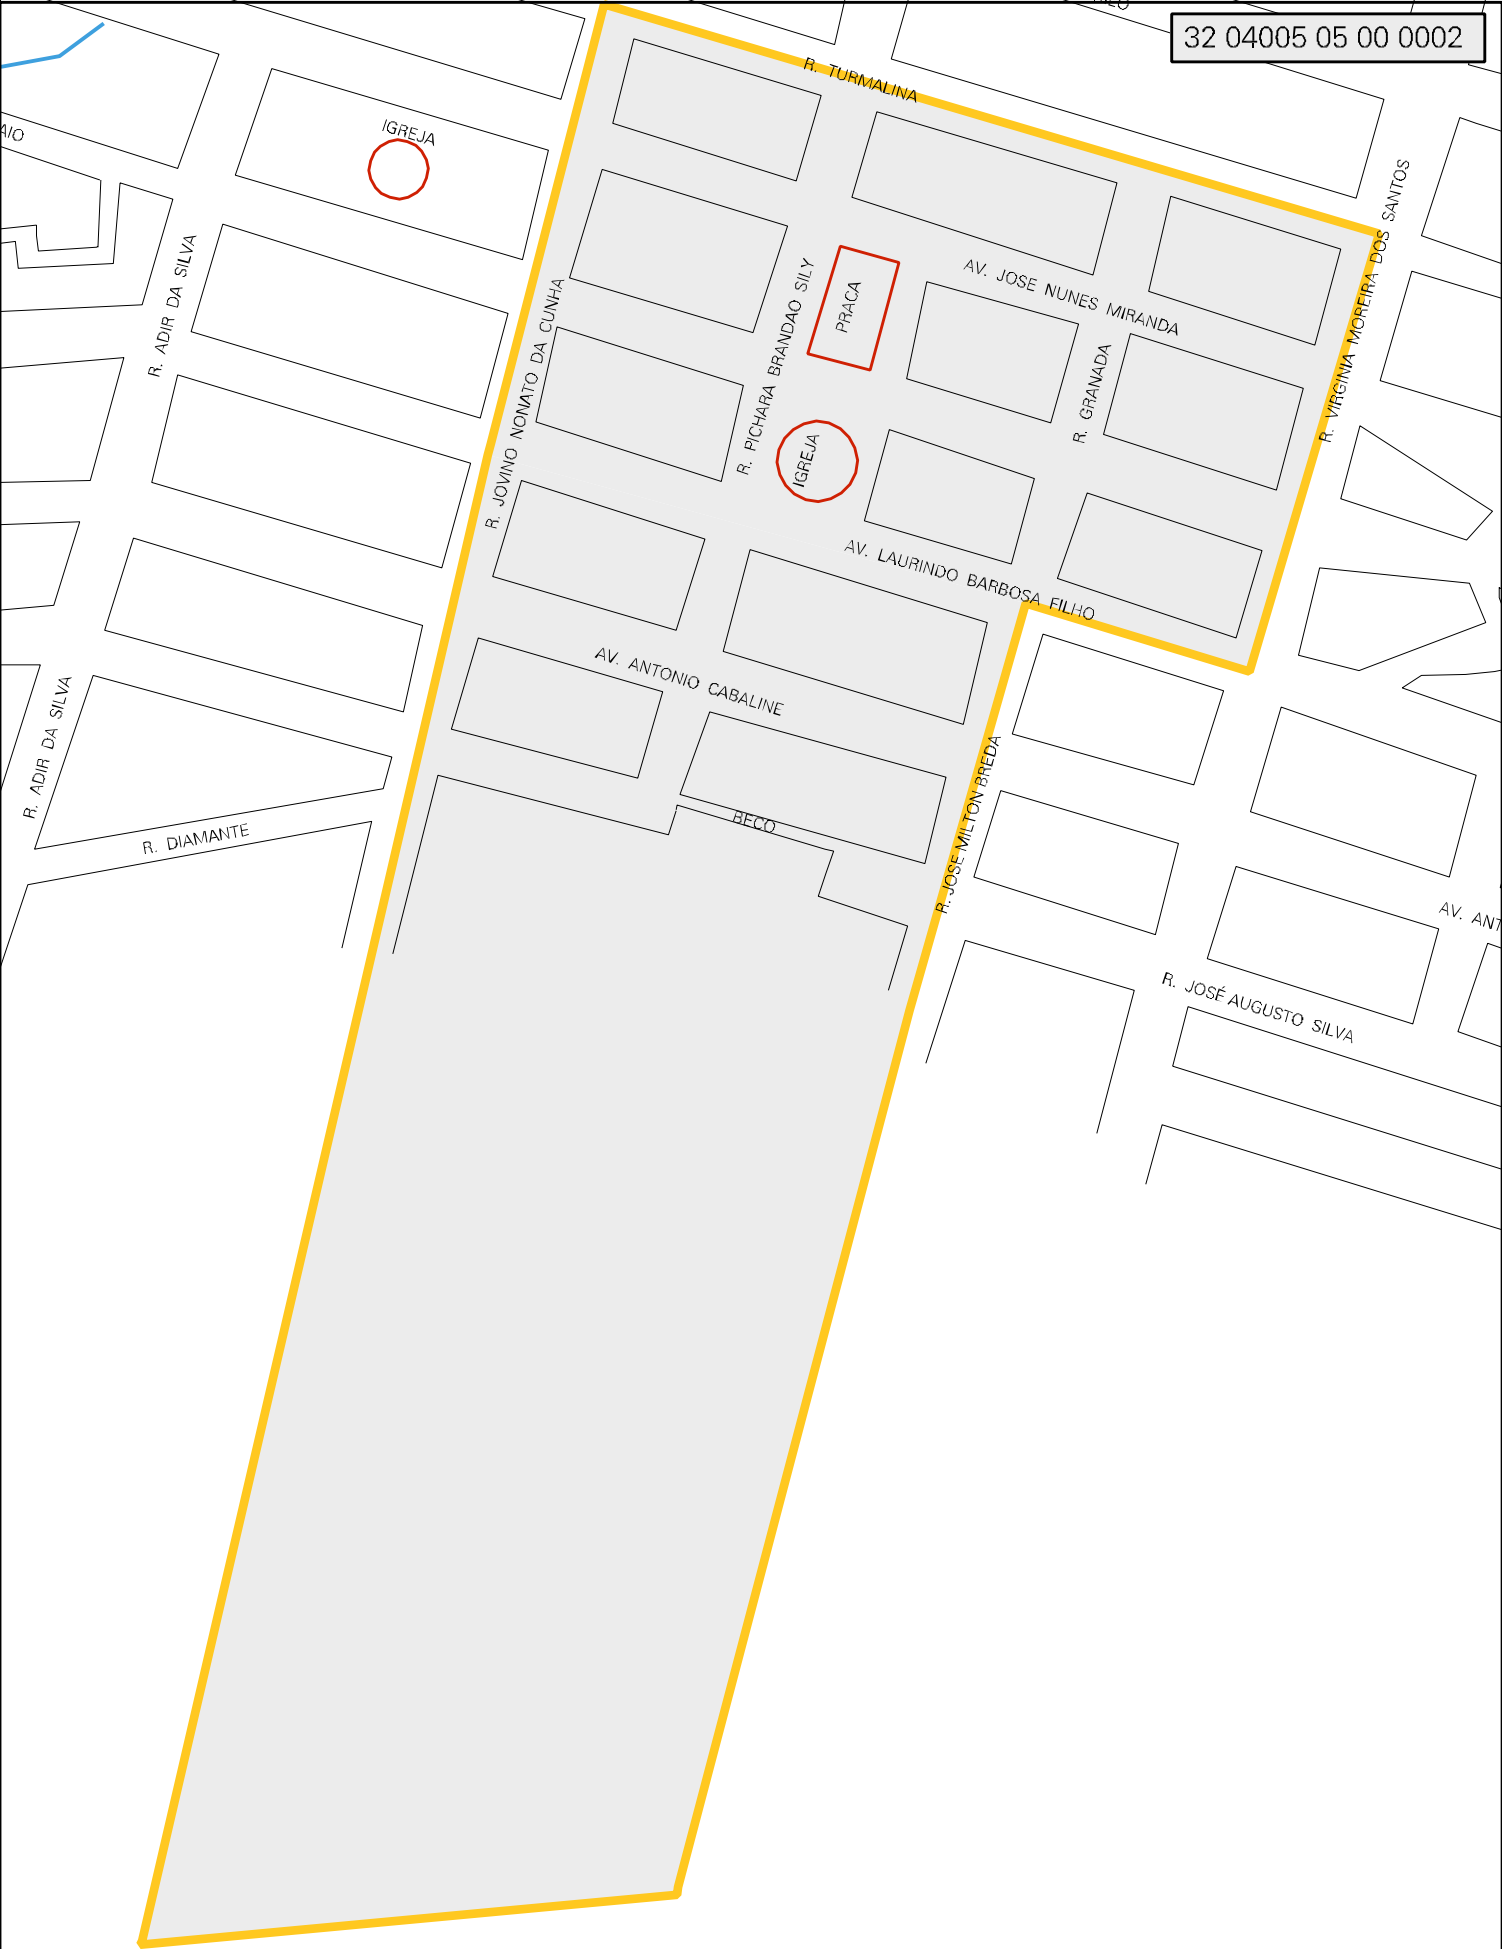 32 04005 05 00 0002
R. TURMALINA
IGREJA
R. VIRGINIA MOREIRA DOS SANTOS
R. ADIR DA SILVA
R. PICHARA BRANDAO SILY
PRACA
AV. JOSE NUNES MIRANDA
R. JOVINO NONATO DA CUNHA
R. GRANADA
IGREJA
AV. LAURINDO BARBOSA FILHO
AV. ANTONIO CABALINE
R. ADIR DA SILVA
R. JOSE MILTON BREDA
BECO
R. DIAMANTE
AV. ANT
R. JOSÉ AUGUSTO SILVA